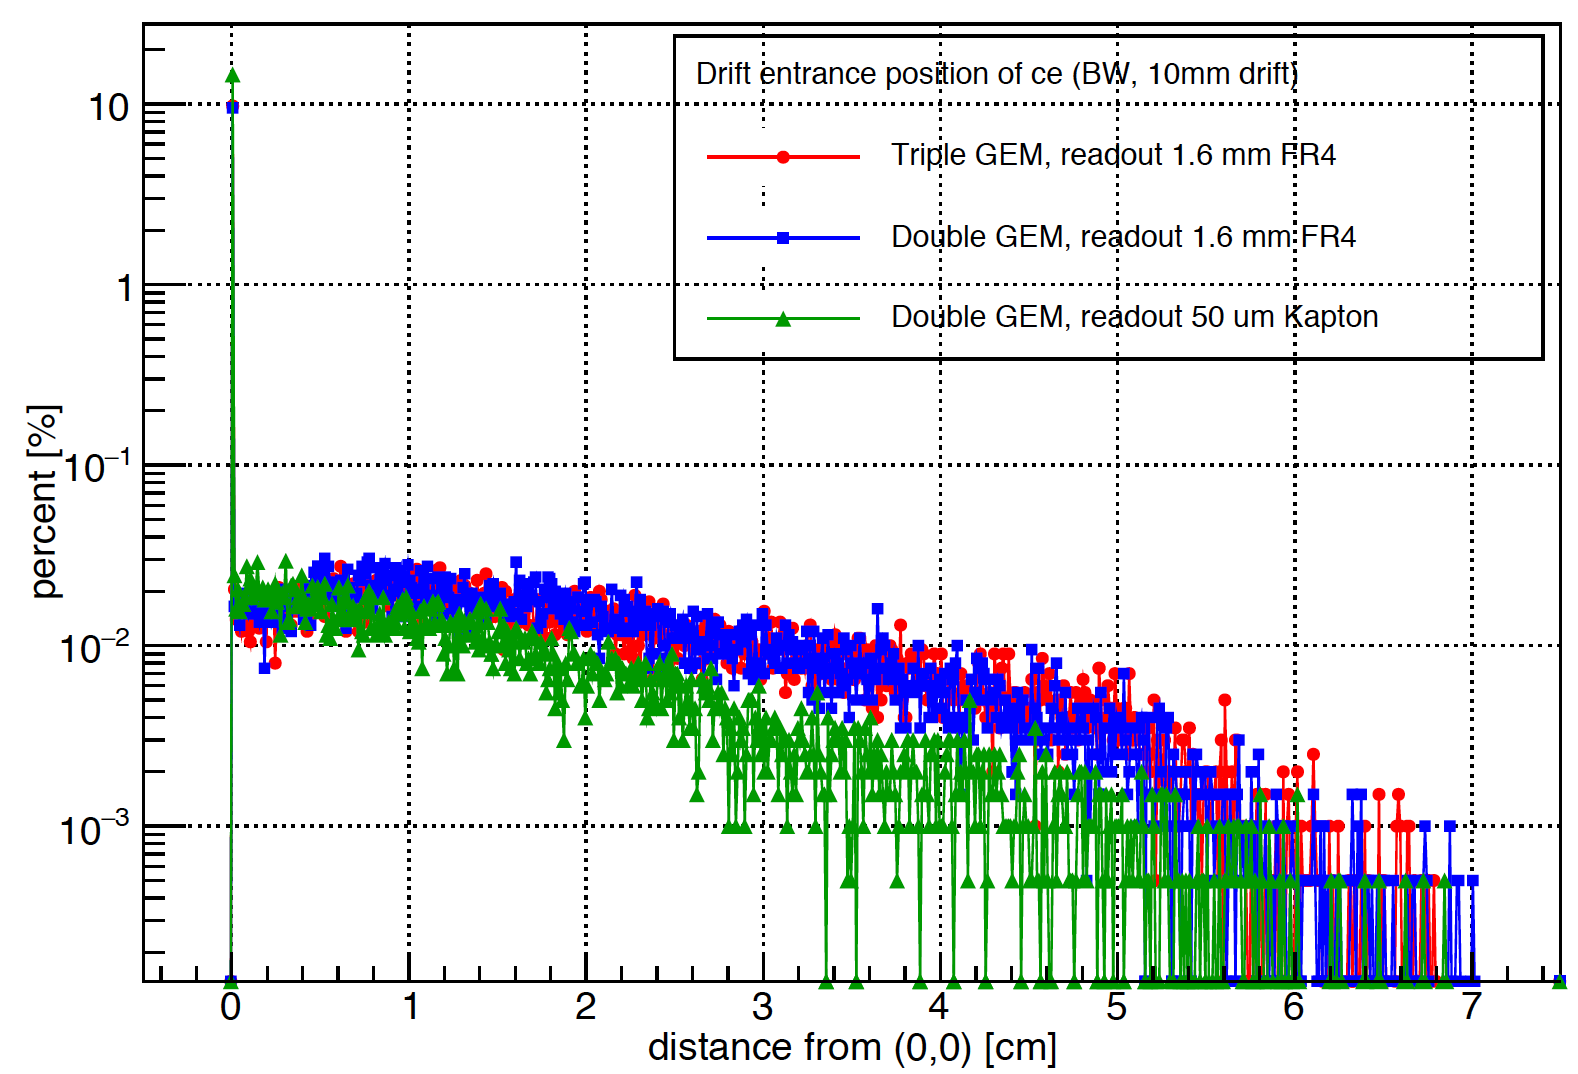 Drift entrance position of ce (BW, 10mm drift)
Triple GEM, readout 1.6 mm FR4
Double GEM, readout 1.6 mm FR4
Double GEM, readout 50 um Kapton
percent [%]
10
1
10⁻¹
10⁻²
10⁻³
0 1 2 3 4 5 6 7
distance from (0,0) [cm]